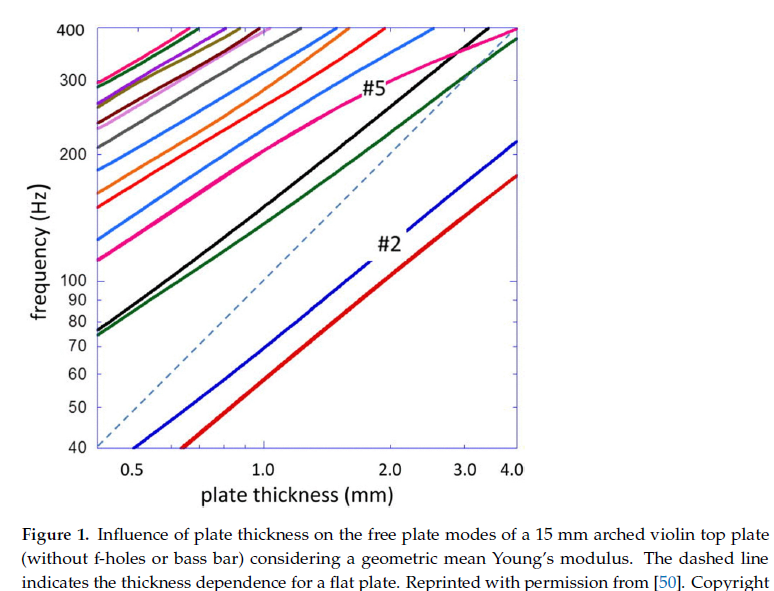 400
300
#5
200
#2
100
90
80
70
60
50
40
frequency (Hz)
0.5 1.0 2.0 3.0 4.0
plate thickness (mm)
Figure 1. Influence of plate thickness on the free plate modes of a 15 mm arched violin top plate
(without f-holes or bass bar) considering a geometric mean Young's modulus. The dashed line
indicates the thickness dependence for a flat plate. Reprinted with permission from [50]. Copyright